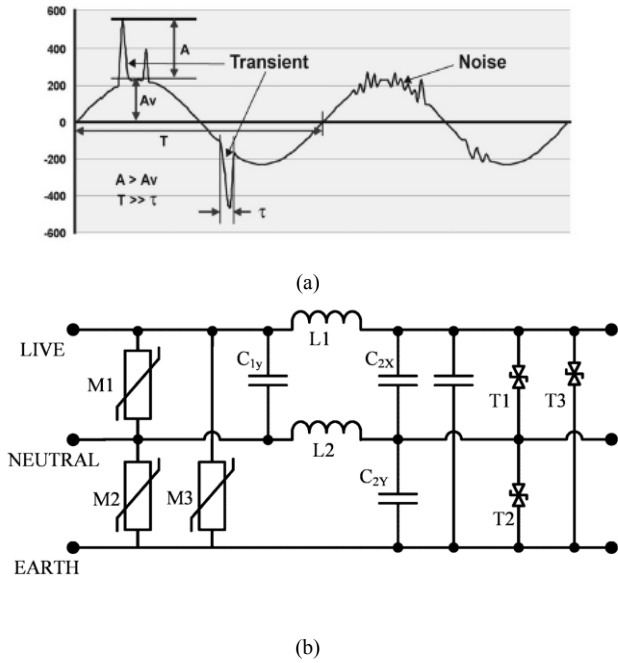 600
400
200
0
-200
-400
-600
A
Transient
Av
Noise
T
A > Av
T >> τ
τ
(a)
LIVE
NEUTRAL
EARTH
M1
M2
M3
C1y
L1
L2
C2X
C2Y
T1
T3
T2
(b)